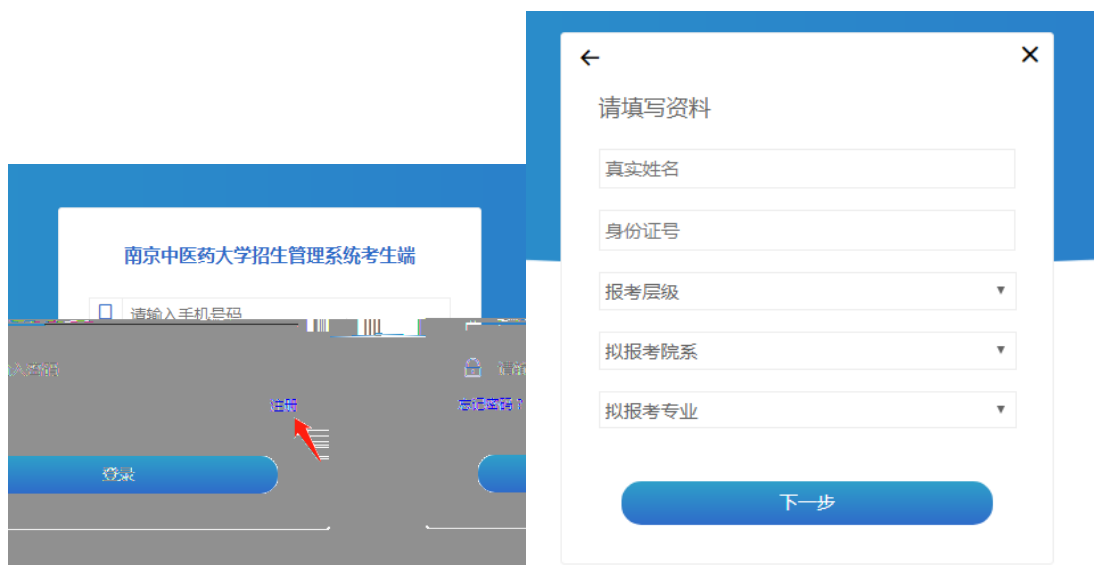 南京中医药大学招生管理系统考生端
请输入手机号码
入密码
注册
忘记密码？
登录
请填写资料
真实姓名
身份证号
报考层级
拟报考院系
拟报考专业
下一步